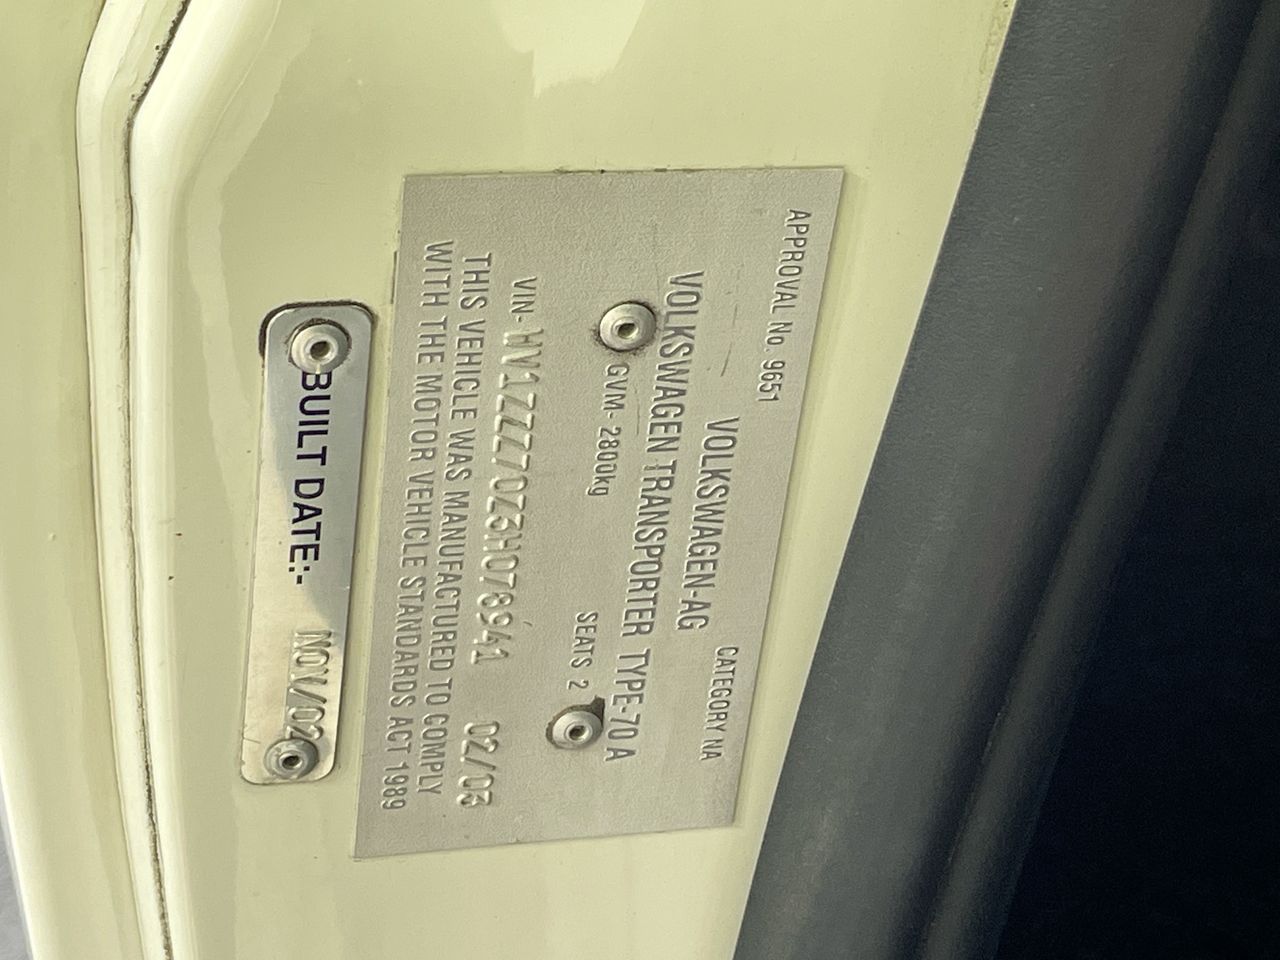 APPROVAL No. 9651
CATEGORY NA
VOLKSWAGEN-AG
VOLKSWAGEN TRANSPORTER TYPE-70 A
GVM- 2800kg
SEATS 2
VIN- WV1ZZZ70Z3H078941 02/03
THIS VEHICLE WAS MANUFACTURED TO COMPLY
WITH THE MOTOR VEHICLE STANDARDS ACT 1989
BUILT DATE:- NOV/02